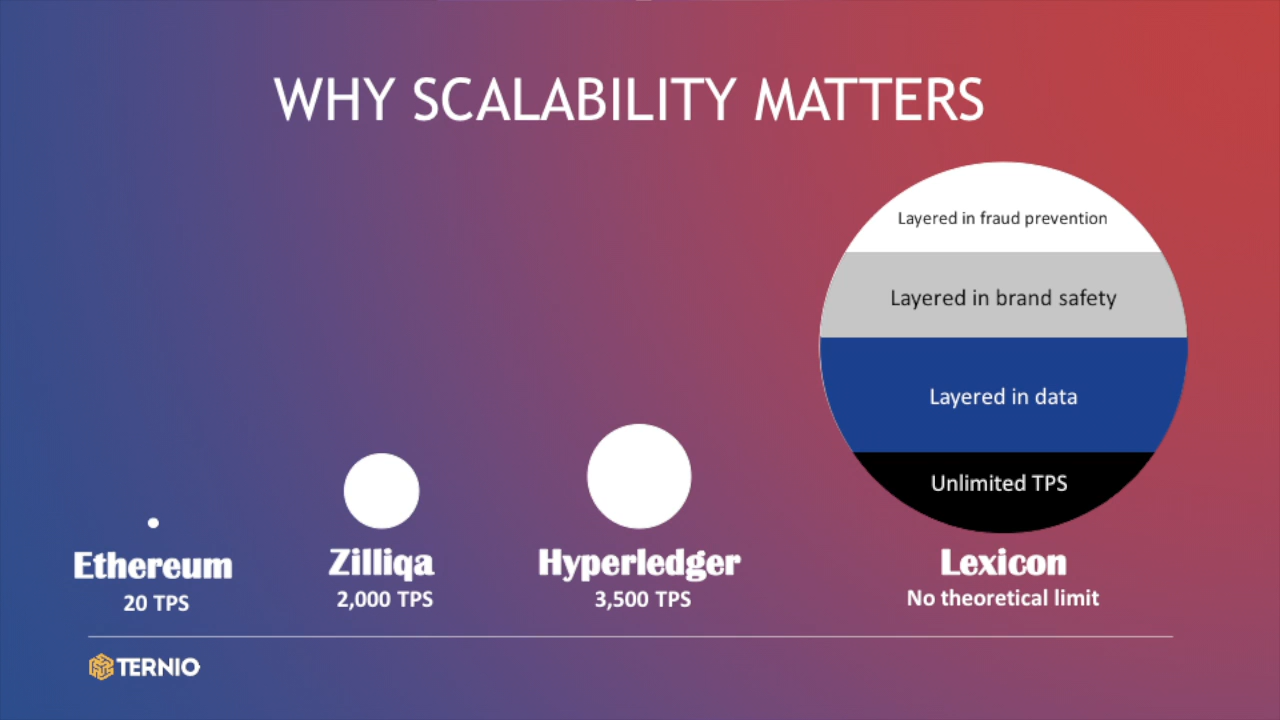 WHY SCALABILITY MATTERS
Layered in fraud prevention
Layered in brand safety
Layered in data
Unlimited TPS
Ethereum
20 TPS
Zilliqa
2,000 TPS
Hyperledger
3,500 TPS
Lexicon
No theoretical limit
TERNIO